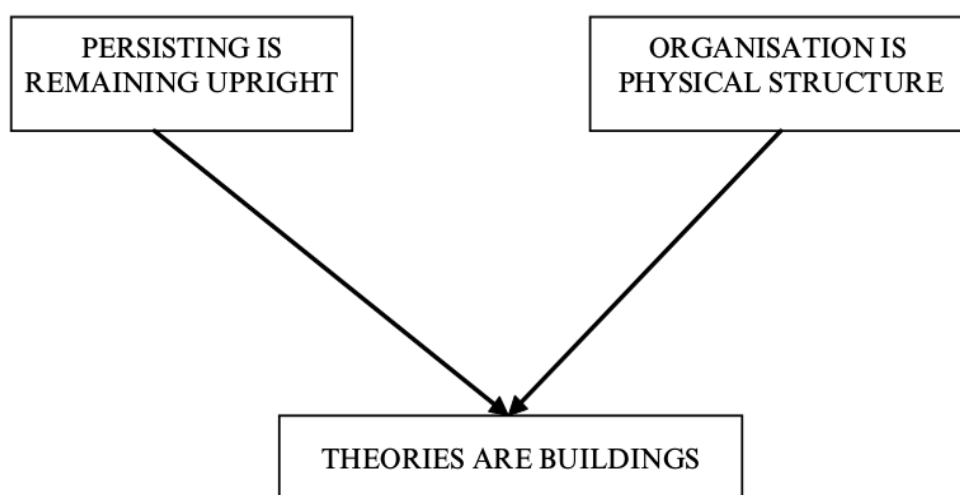 PERSISTING IS
REMAINING UPRIGHT
ORGANISATION IS
PHYSICAL STRUCTURE
THEORIES ARE BUILDINGS